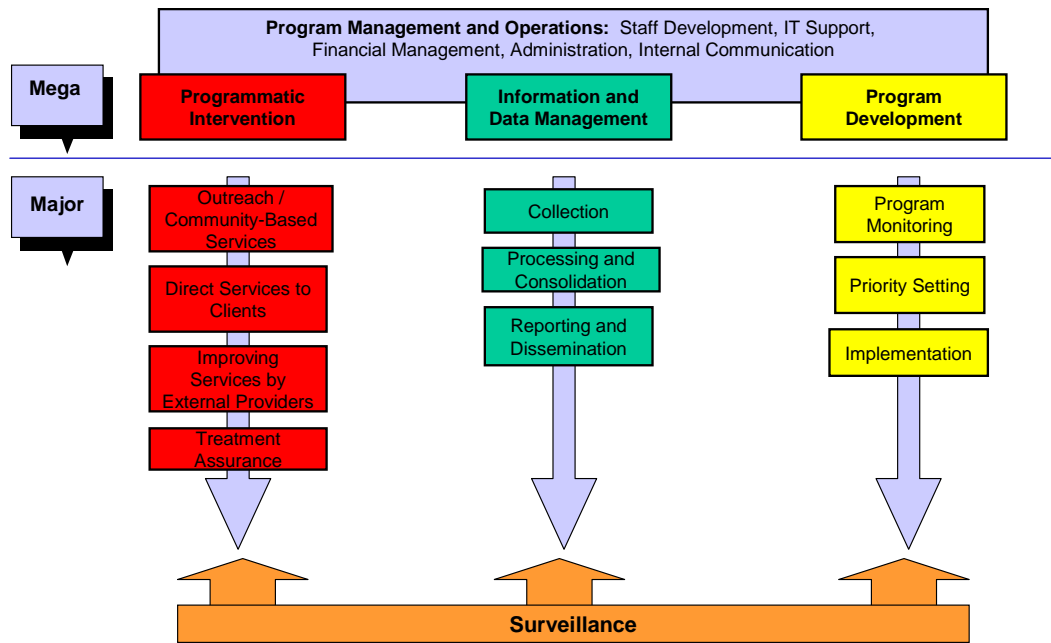 Program Management and Operations: Staff Development, IT Support,
Financial Management, Administration, Internal Communication
Mega
Programmatic
Intervention
Information and
Data Management
Program
Development
Major
Outreach /
Community-Based
Services
Direct Services to
Clients
Improving
Services by
External Providers
Treatment
Assurance
Collection
Processing and
Consolidation
Reporting and
Dissemination
Program
Monitoring
Priority Setting
Implementation
Surveillance